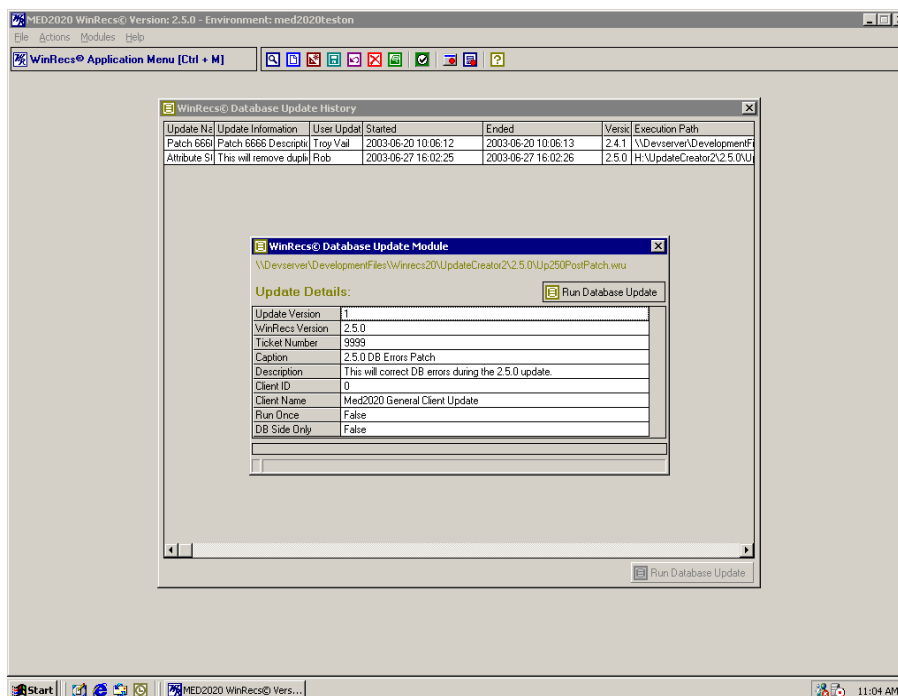 MED2020 WinRecs© Version: 2.5.0 - Environment: med2020teston
File Actions Modules Help
WinRecs© Application Menu [Ctrl + M]
WinRecs© Database Update History
Update Na Update Information User Updat Started Ended Versic Execution Path
Patch 666 Patch 6666 Descriptic Troy Vail 2003-06-20 10:06:12 2003-06-20 10:06:13 2.4.1 \\Devserver\DevelopmentFi
Attribute Sl This will remove dupli Rob 2003-06-27 16:02:25 2003-06-27 16:02:26 2.5.0 H:\UpdateCreator2\2.5.0\U
WinRecs© Database Update Module
\\Devserver\DevelopmentFiles\Winrecs20\UpdateCreator2\2.5.0\Up250PostPatch.wru
Update Details:
Run Database Update
Update Version 1
WinRecs Version 2.5.0
Ticket Number 9999
Caption 2.5.0 DB Errors Patch
Description This will correct DB errors during the 2.5.0 update.
Client ID 0
Client Name Med2020 General Client Update
Run Once False
DB Side Only False
Run Database Update
Start MED2020 WinRecs© Vers... 11:04 AM